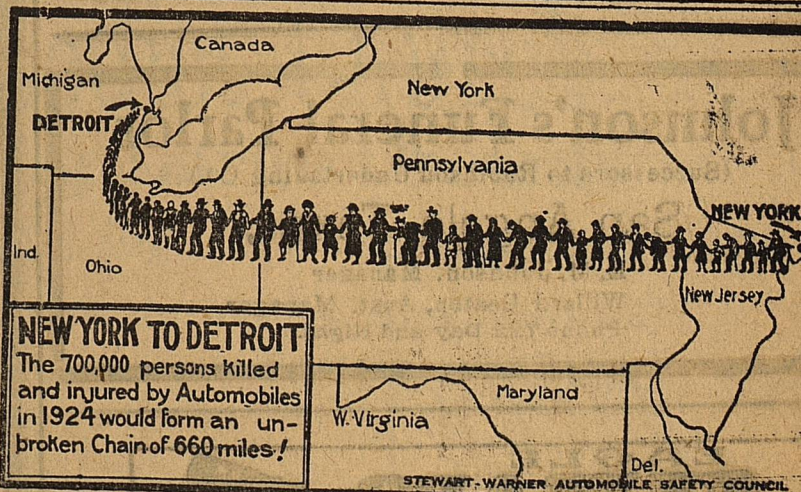 Canada
Michigan
New York
DETROIT
Pennsylvania
NEW YORK
Ind.
Ohio
New Jersey
NEW YORK TO DETROIT
The 700,000 persons Killed
and injured by Automobiles
in 1924 would form an un-
broken Chain of 660 miles!
Maryland
W. Virginia
Del.
STEWART-WARNER AUTOMOBILE SAFETY COUNCIL